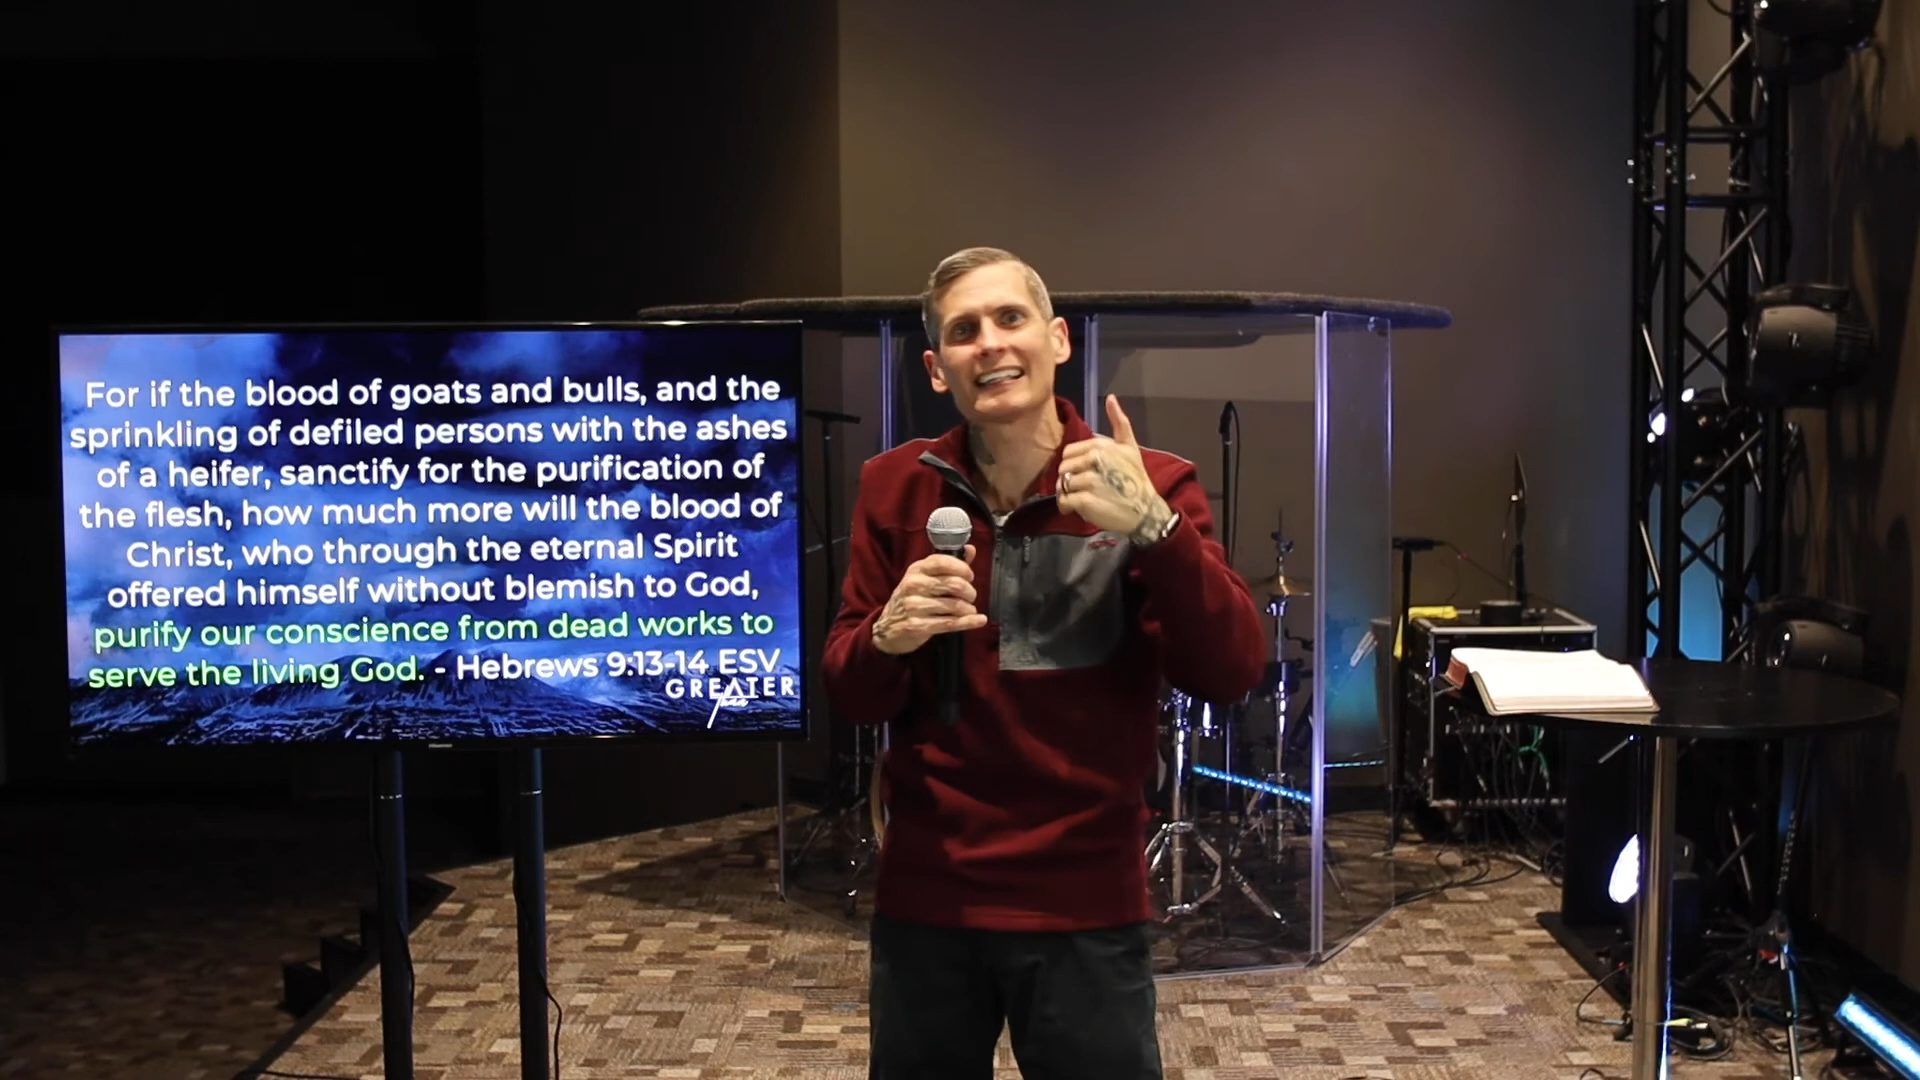 For if the blood of goats and bulls, and the
sprinkling of defiled persons with the ashes
of a heifer, sanctify for the purification of
the flesh, how much more will the blood of
Christ, who through the eternal Spirit
offered himself without blemish to God,
purify our conscience from dead works to
serve the living God. - Hebrews 9:13-14 ESV
GREATER
Than
Hisense